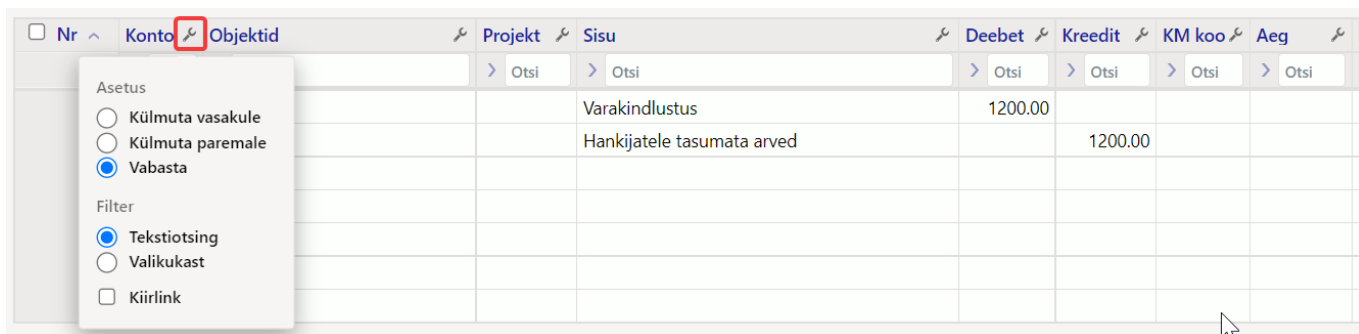 Nr Konto Objektid Projekt Sisu Deebet Kreedit KM koo Aeg
Otsi Otsi Otsi Otsi Otsi Otsi
Asetus
Külmuta vasakule
Külmuta paremale
Vabasta
Filter
Tekstiotsing
Valikukast
Kiirlink
Varakindlustus 1200.00
Hankijatele tasumata arved 1200.00